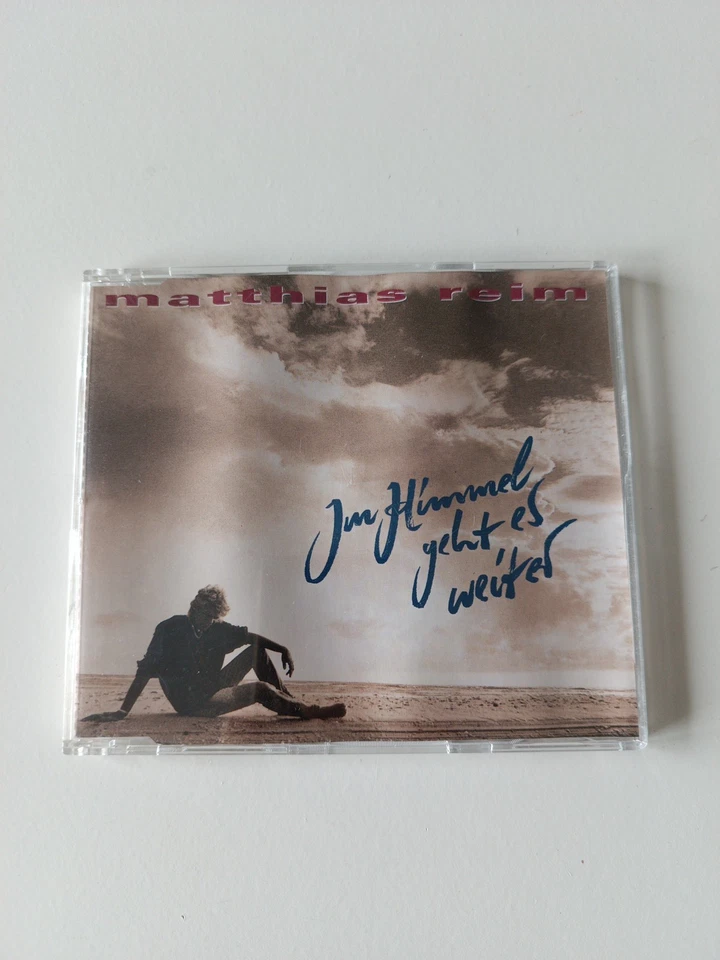 matthias reim
Im Himmel
geht es
weiter